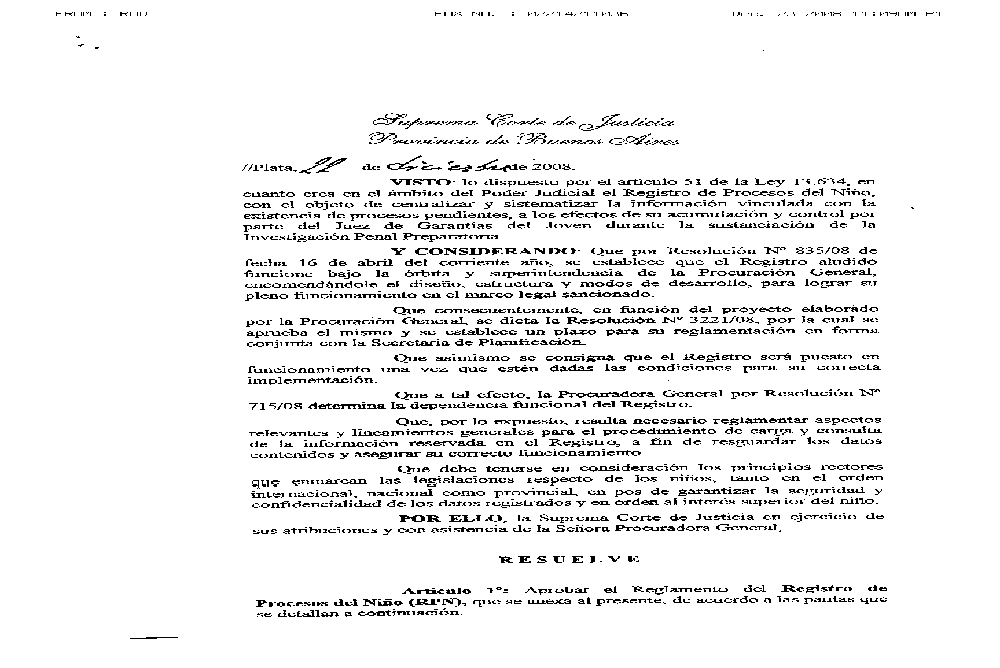 FROM : RUD FAX NO. : 02214211036 Dec. 23 2008 11:09AM P1
Suprema Corte de Justicia
Provincia de Buenos Aires
//Plata, 22 de diciembre de 2008.
VISTO: lo dispuesto por el artículo 51 de la Ley 13.634, en
cuanto crea en el ámbito del Poder Judicial el Registro de Procesos del Niño,
con el objeto de centralizar y sistematizar la información vinculada con la
existencia de procesos pendientes, a los efectos de su acumulación y control por
parte del Juez de Garantías del Joven durante la sustanciación de la
Investigación Penal Preparatoria.
Y CONSIDERANDO: Que por Resolución Nº 835/08 de
fecha 16 de abril del corriente año, se establece que el Registro aludido
funcione bajo la órbita y superintendencia de la Procuración General,
encomendándole el diseño, estructura y modos de desarrollo, para lograr su
pleno funcionamiento en el marco legal sancionado.
Que consecuentemente, en función del proyecto elaborado
por la Procuración General, se dicta la Resolución Nº 3221/08, por la cual se
aprueba el mismo y se establece un plazo para su reglamentación en forma
conjunta con la Secretaría de Planificación.
Que asimismo se consigna que el Registro será puesto en
funcionamiento una vez que estén dadas las condiciones para su correcta
implementación.
Que a tal efecto, la Procuradora General por Resolución Nº
715/08 determina la dependencia funcional del Registro.
Que, por lo expuesto, resulta necesario reglamentar aspectos
relevantes y lineamientos generales para el procedimiento de carga y consulta
de la información reservada en el Registro, a fin de resguardar los datos
contenidos y asegurar su correcto funcionamiento.
Que debe tenerse en consideración los principios rectores
que enmarcan las legislaciones respecto de los niños, tanto en el orden
internacional, nacional como provincial, en pos de garantizar la seguridad y
confidencialidad de los datos registrados y en orden al interés superior del niño.
POR ELLO, la Suprema Corte de Justicia en ejercicio de
sus atribuciones y con asistencia de la Señora Procuradora General,
R E S U E L V E
Artículo 1º: Aprobar el Reglamento del Registro de
Procesos del Niño (RPN), que se anexa al presente, de acuerdo a las pautas que
se detallan a continuación.